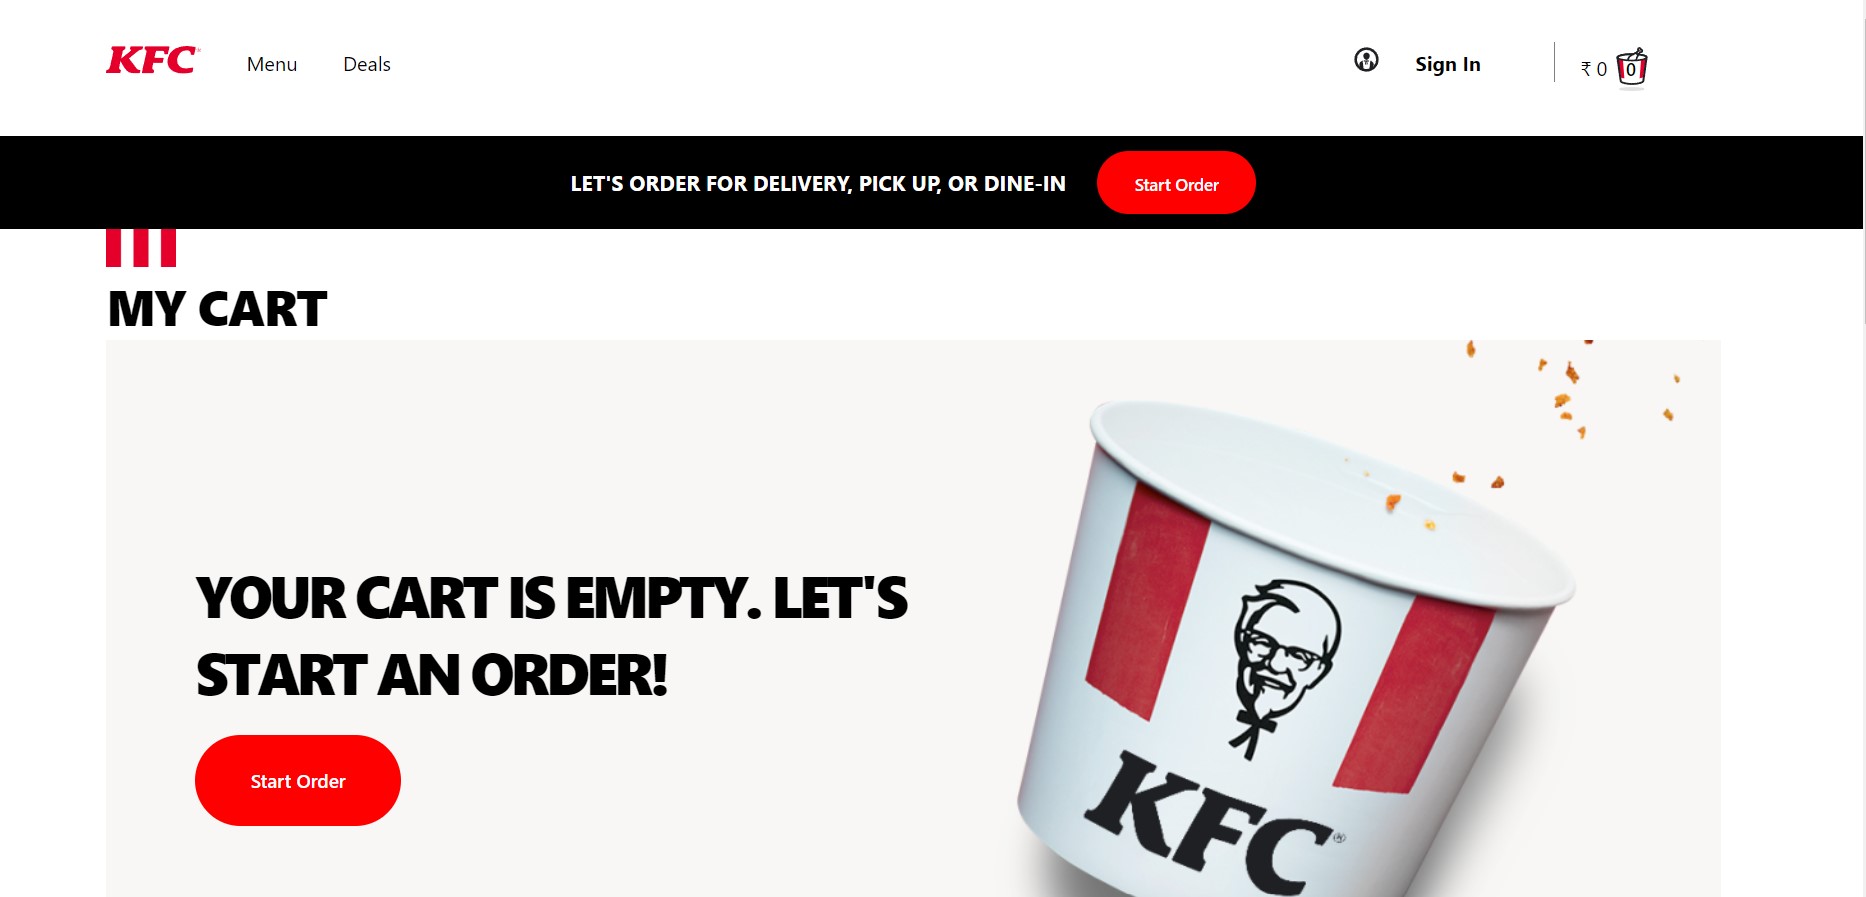 KFC
Menu
Deals
Sign In
₹ 0
0
LET'S ORDER FOR DELIVERY, PICK UP, OR DINE-IN
Start Order
MY CART
YOUR CART IS EMPTY. LET'S
START AN ORDER!
Start Order
KFC®